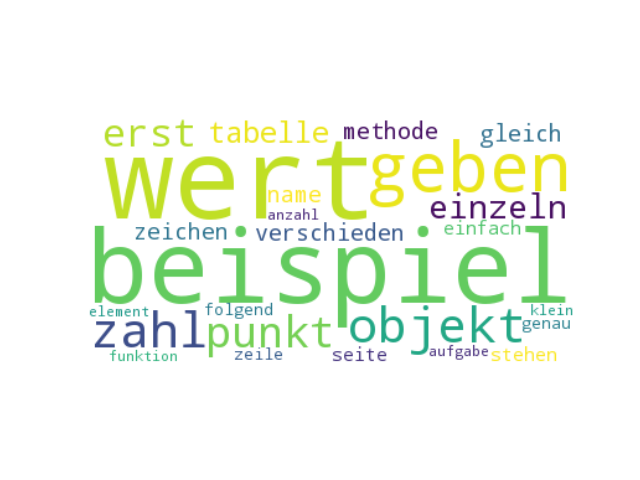 erst tabelle methode gleich
wert geben
name
anzahl einzeln
zeichen verschieden einfach
beispiel
element folgend klein
zahl punkt objekt genau
funktion zeile seite aufgabe stehen